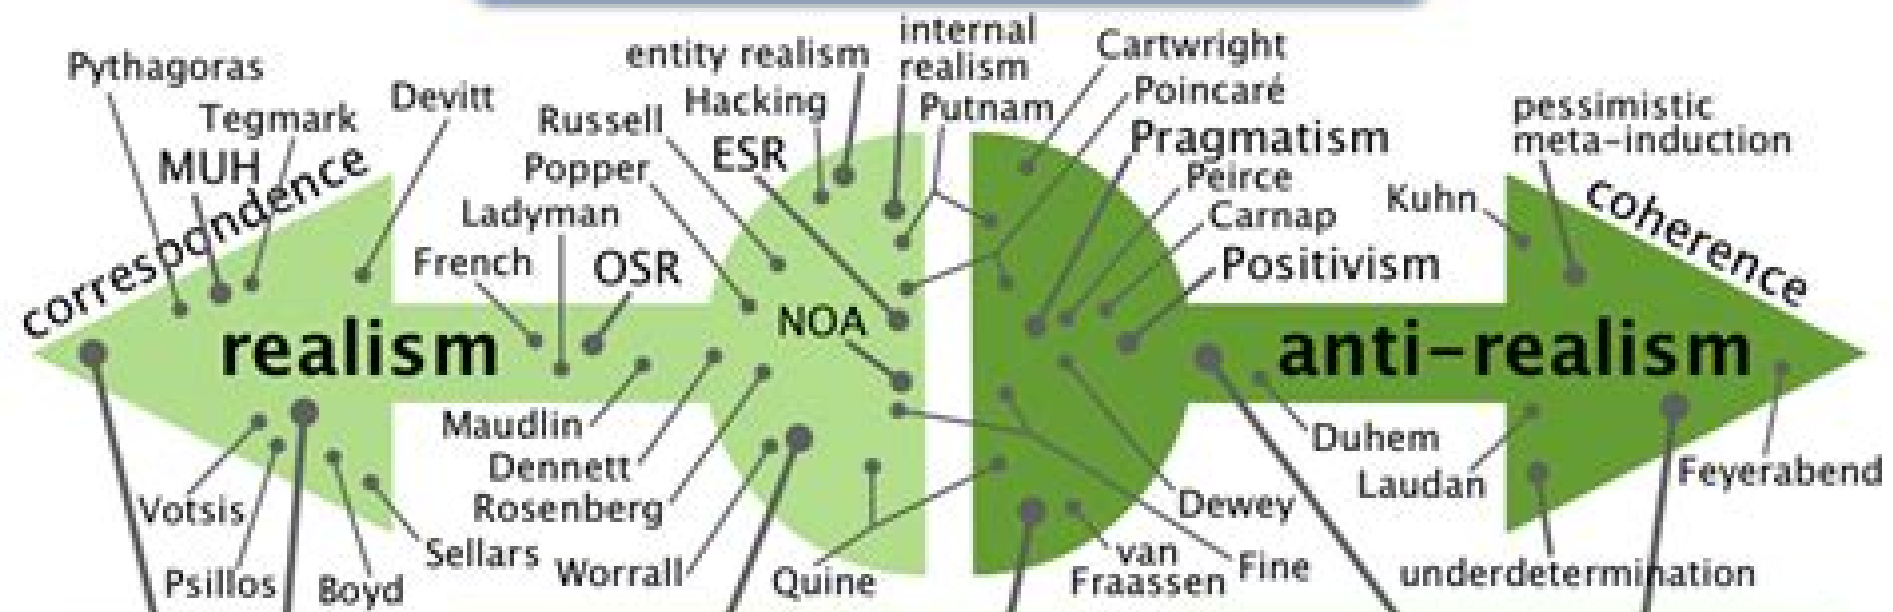 Pythagoras
Tegmark
MUH
correspondence
Devitt
realism
Votsis
Psillos
Boyd
Sellars
French
Ladyman
OSR
Popper
Russell
entity realism
Hacking
ESR
NOA
Maudlin
Dennett
Rosenberg
Worrall
Quine
internal
realism
Putnam
Cartwright
Poincaré
Pragmatism
Peirce
Carnap
Positivism
Dewey
van
Fraassen
Fine
anti-realism
Duhem
Laudan
Kuhn
pessimistic
meta-induction
coherence
Feyerabend
underdetermination